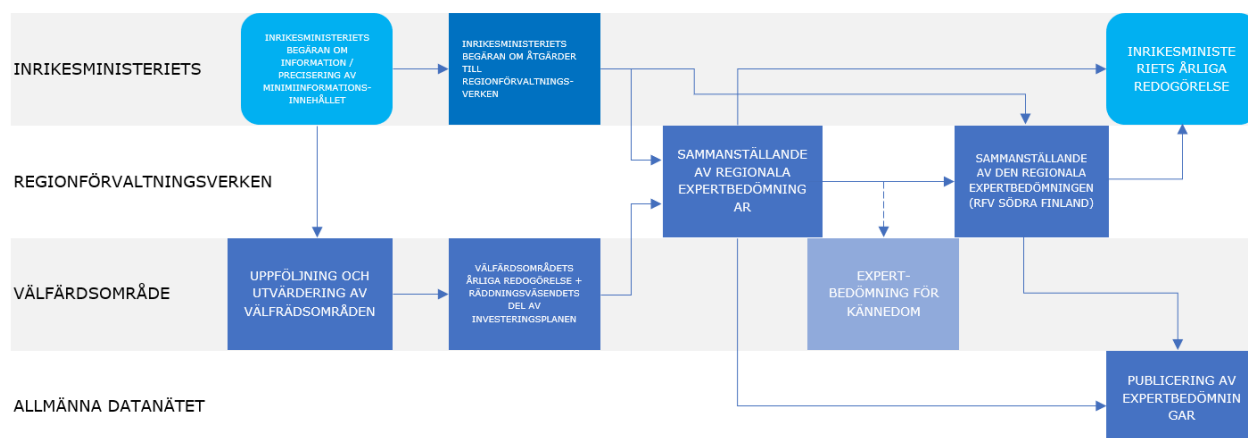 INRIKESMINISTERIETS
INRIKESMINISTERIETS
BEGÄRAN OM
INFORMATION /
PRECISERING AV
MINIMIINFORMATIONS-
INNEHÅLLET
INRIKESMINISTERIETS
BEGÄRAN OM ÅTGÄRDER
TILL
REGIONFÖRVALTNINGS-
VERKEN
INRIKESMINISTE
RIETS ÅRLIGA
REDOGÖRELSE
REGIONFÖRVALTNINGSVERKEN
SAMMANSTÄLLANDE
AV REGIONALA
EXPERTBEDÖMNING
AR
SAMMANSTÄLLANDE
AV DEN REGIONALA
EXPERTBEDÖMNINGEN
(RFV SÖDRA FINLAND)
VÄLFÄRDSOMRÅDE
UPPFÖLJNING OCH
UTVÄRDERING AV
VÄLFRÄDSOMRÅDEN
VÄLFÄRDSOMRÅDETS
ÅRLIGA REDOGÖRELSE +
RÄDDNINGSVÄSENDETS
DEL AV
INVESTERINGSPLANEN
EXPERT-
BEDÖMNING FÖR
KÄNNEDOM
ALLMÄNNA DATANÄTET
PUBLICERING AV
EXPERTBEDÖMNIN
GAR